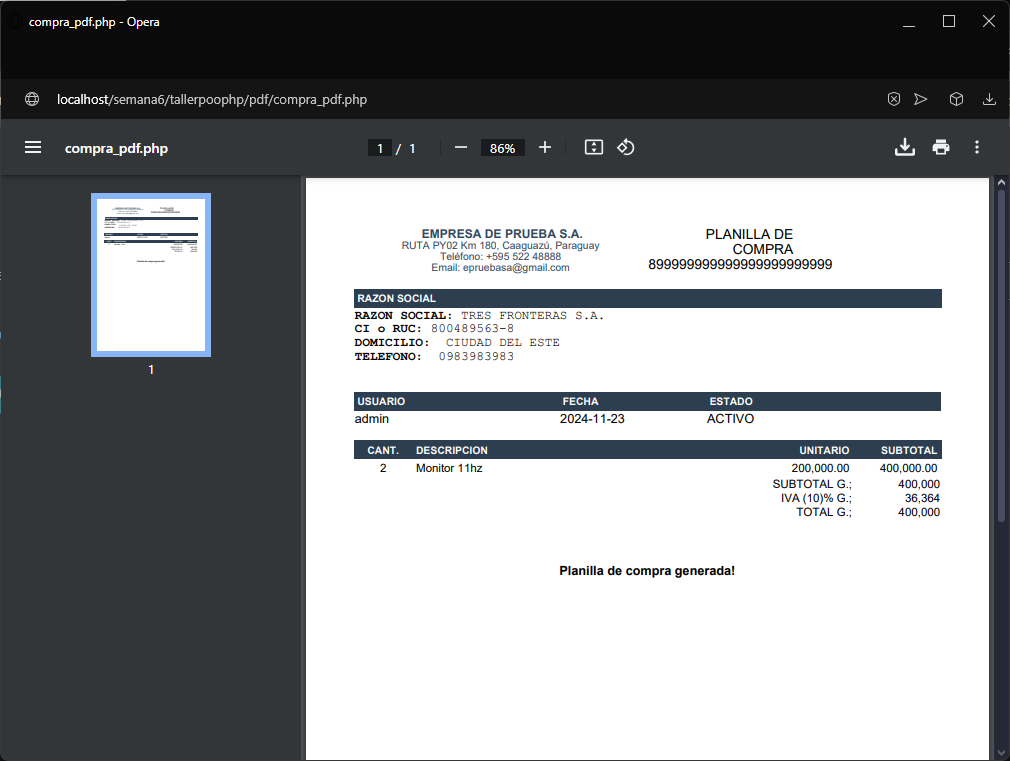 compra_pdf.php - Opera
localhost/semana6/tallerpoophp/pdf/compra_pdf.php
compra_pdf.php
1 / 1
86%
1
EMPRESA DE PRUEBA S.A.
RUTA PY02 Km 180, Caaguazú, Paraguay
Teléfono: +595 522 48888
Email: epruebasa@gmail.com
PLANILLA DE
COMPRA
RAZON SOCIAL
RAZON SOCIAL: TRES FRONTERAS S.A.
CI o RUC: 800489563-8
DOMICILIO: CIUDAD DEL ESTE
TELEFONO: 0983983983
USUARIO FECHA ESTADO
admin 2024-11-23 ACTIVO
CANT. DESCRIPCION UNITARIO SUBTOTAL
2 Monitor 11hz 200,000.00 400,000.00
SUBTOTAL G.; 400,000
IVA (10)% G.; 36,364
TOTAL G.; 400,000
Planilla de compra generada!